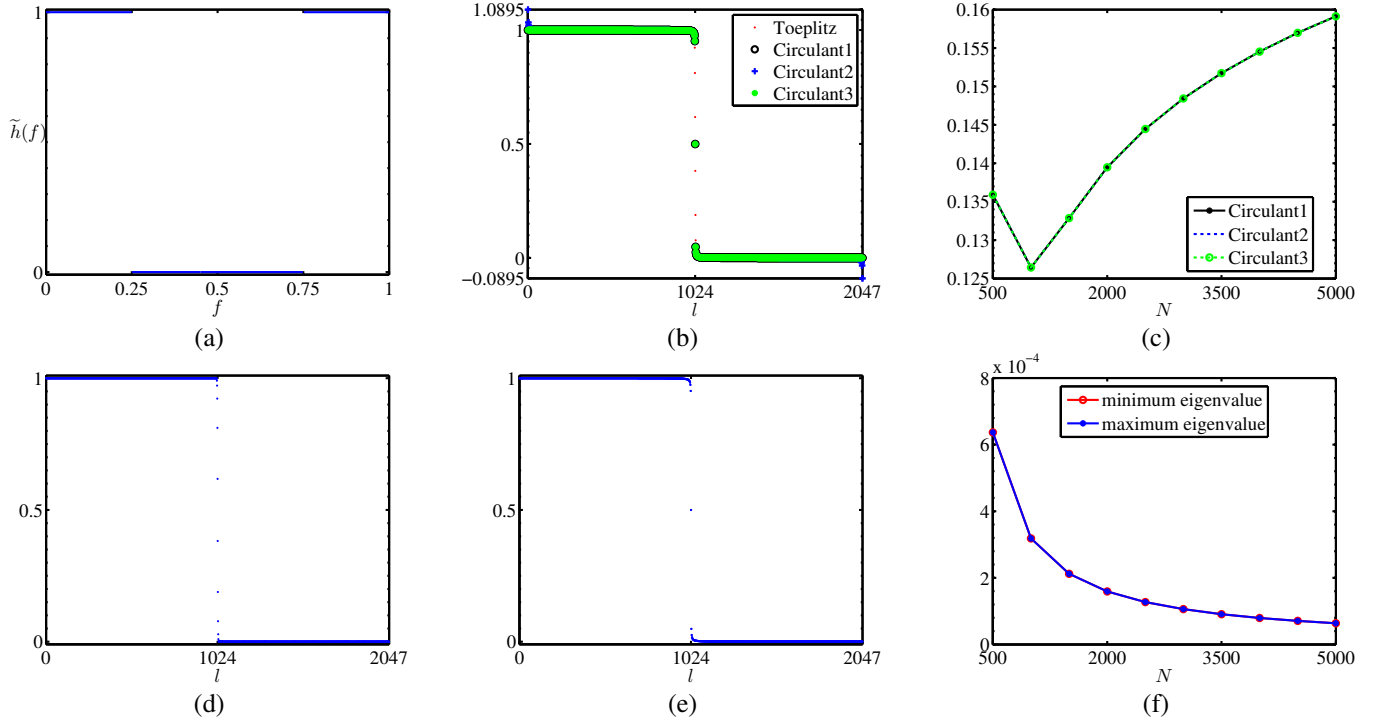 1
h̃(f)
0
0
0.25
0.5
0.75
1
f
(a)
1.0895
1
0.5
0
−0.0895
0
1024
2047
l
Toeplitz
Circulant1
Circulant2
Circulant3
(b)
0.16
0.155
0.15
0.145
0.14
0.135
0.13
0.125
500
2000
3500
5000
N
Circulant1
Circulant2
Circulant3
(c)
1
0.5
0
0
1024
2047
l
(d)
1
0.5
0
0
1024
2047
l
(e)
x 10⁻⁴
8
6
4
2
0
500
2000
3500
5000
N
minimum eigenvalue
maximum eigenvalue
(f)